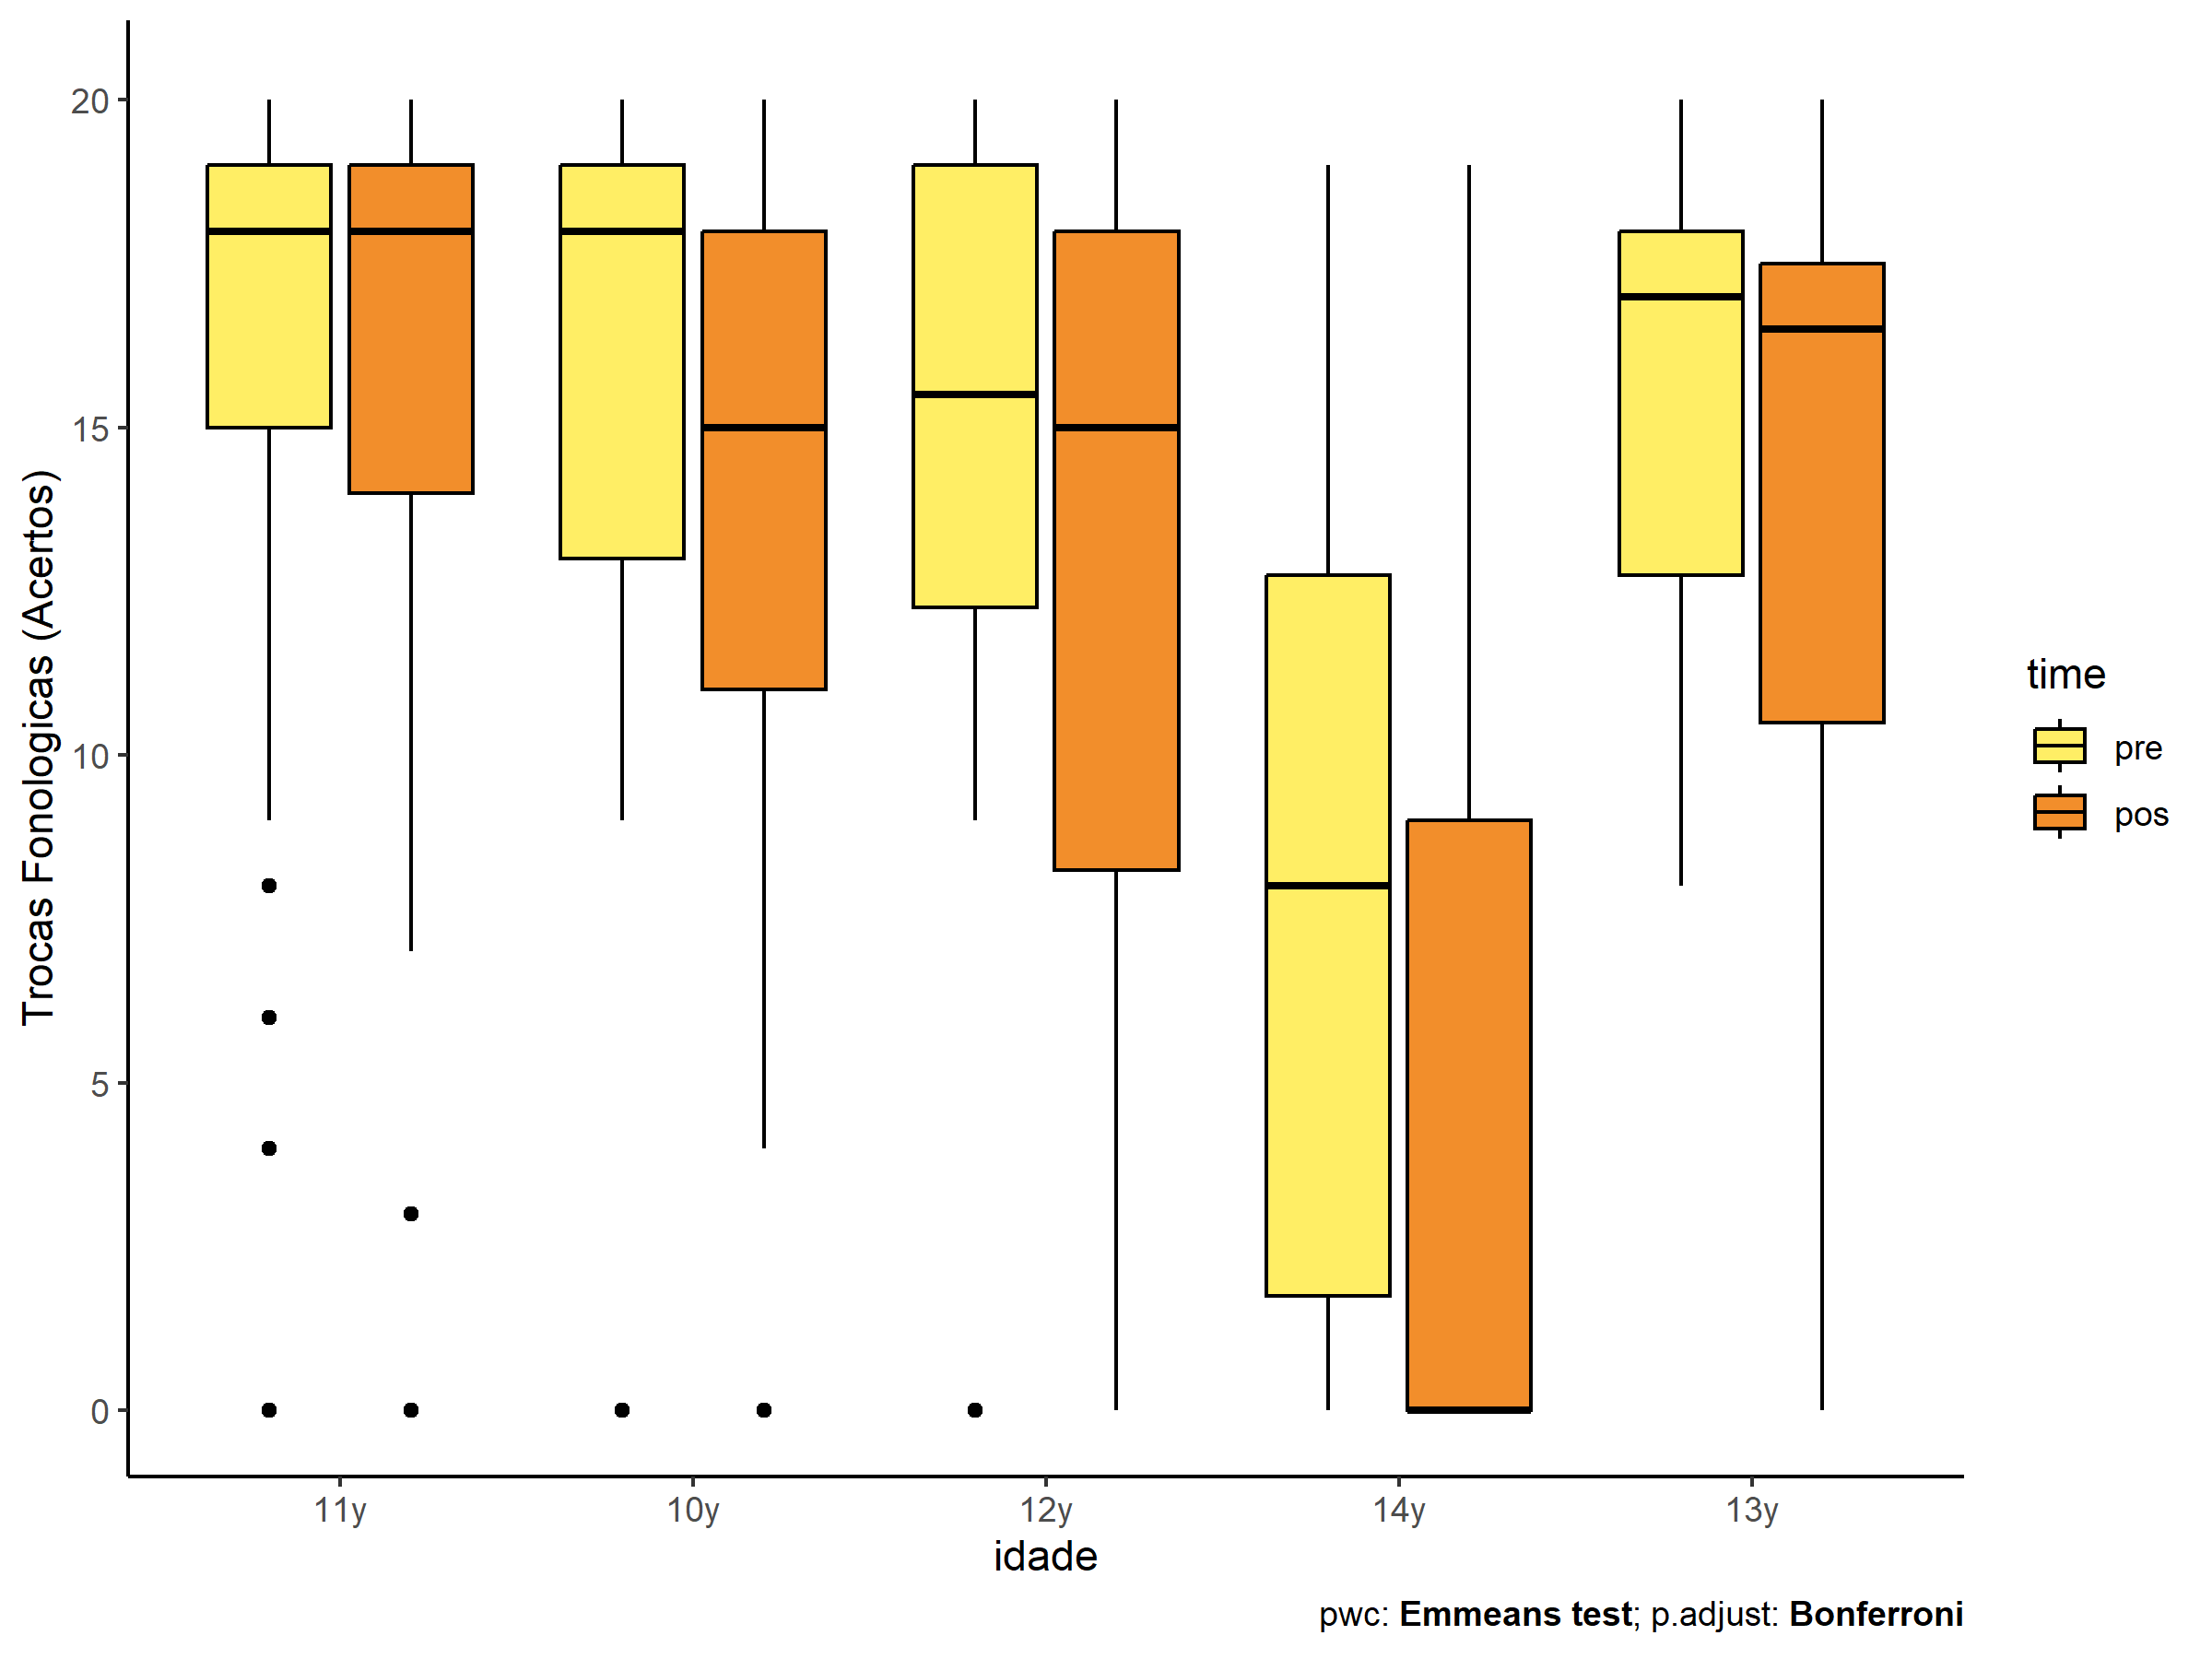 Trocas Fonologicas (Acertos)
20
15
10
5
0
11y
10y
12y
14y
13y
idade
time
pre
pos
pwc: Emmeans test; p.adjust: Bonferroni